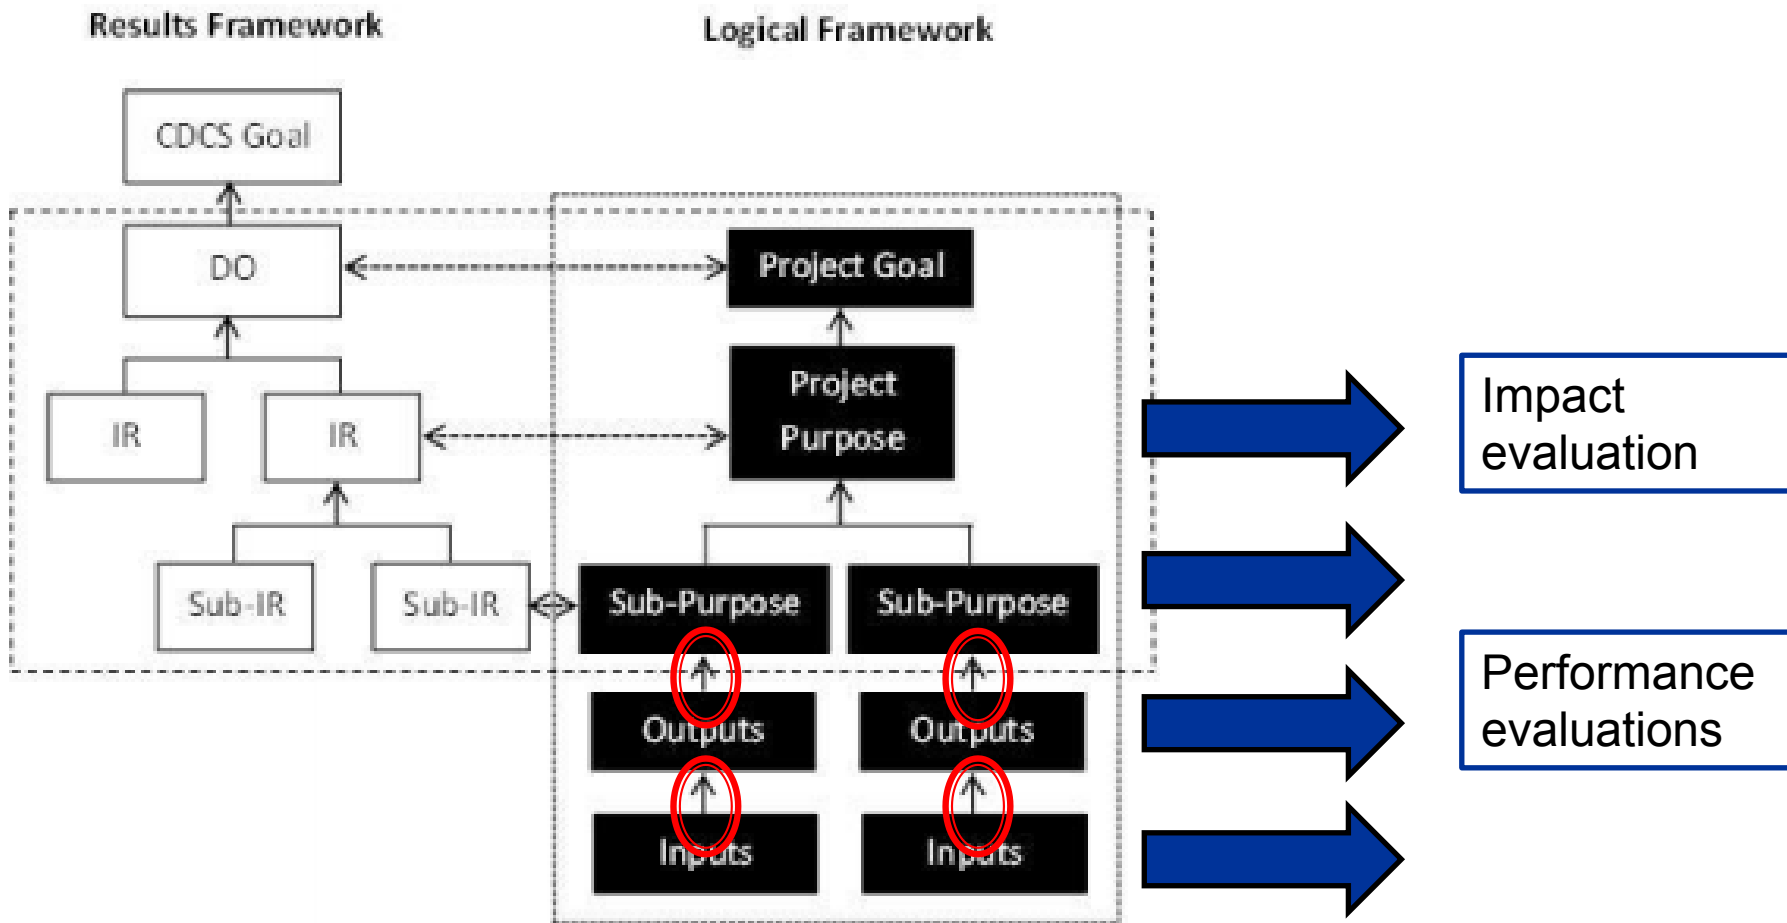 Results Framework
Logical Framework
CDCS Goal
DO
Project Goal
IR
IR
Project
Purpose
Impact
evaluation
Sub-IR
Sub-IR
Sub-Purpose
Sub-Purpose
Outputs
Outputs
Performance
evaluations
Inputs
Inputs